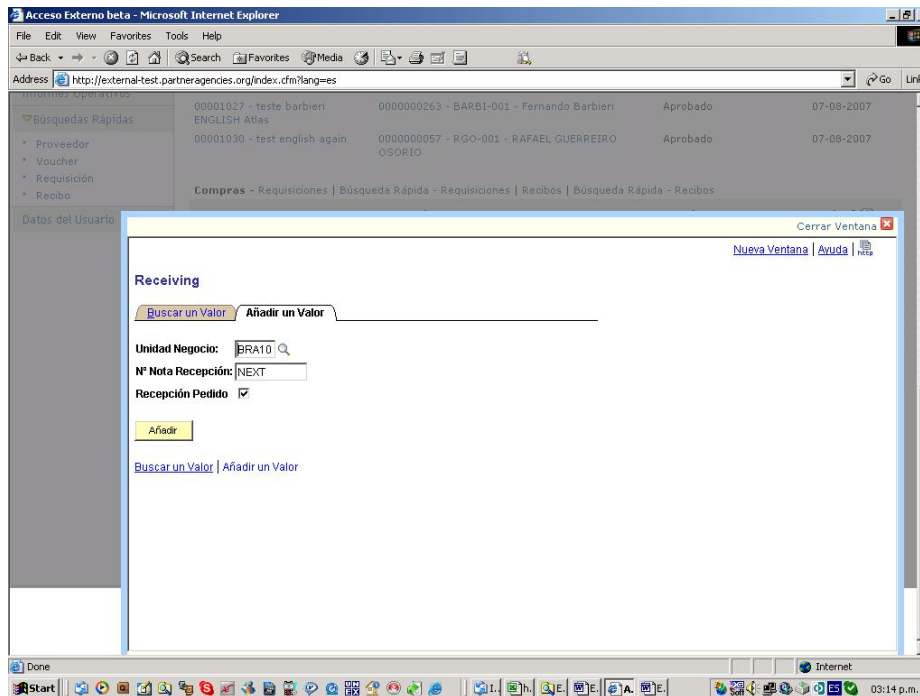 Acceso Externo beta - Microsoft Internet Explorer
File Edit View Favorites Tools Help
Back Search Favorites Media
Address http://external-test.partneragencies.org/index.cfm?lang=es Go Link
Informes Operativos
Búsquedas Rápidas
Proveedor
Voucher
Requisición
Recibo
Datos del Usuario
00001027 - teste barbieri ENGLISH Atlas 0000000263 - BARBI-001 - Fernando Barbieri Aprobado 07-08-2007
00001030 - test english again 0000000057 - RGO-001 - RAFAEL GUERREIRO OSORIO Aprobado 07-08-2007
Compras - Requisiciones | Búsqueda Rápida - Requisiciones | Recibos | Búsqueda Rápida - Recibos
Cerrar Ventana
Nueva Ventana | Ayuda | http
Receiving
Buscar un Valor Añadir un Valor
Unidad Negocio: BRA10
Nº Nota Recepción: NEXT
Recepción Pedido
Añadir
Buscar un Valor | Añadir un Valor
Done Internet
Start I.. h. E. E. A. E. ES 03:14 p.m.